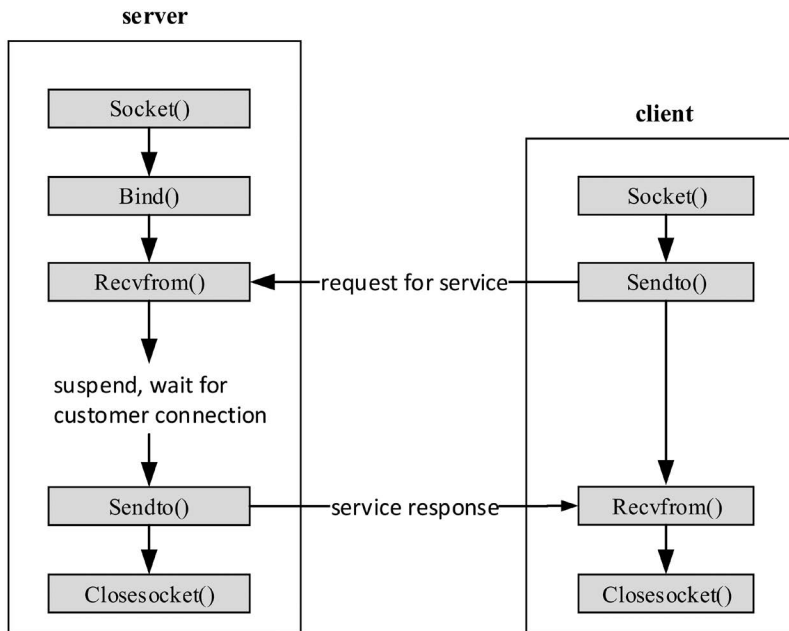 server
Socket()
Bind()
Recvfrom()
suspend, wait for
customer connection
Sendto()
Closesocket()
request for service
service response
client
Socket()
Sendto()
Recvfrom()
Closesocket()